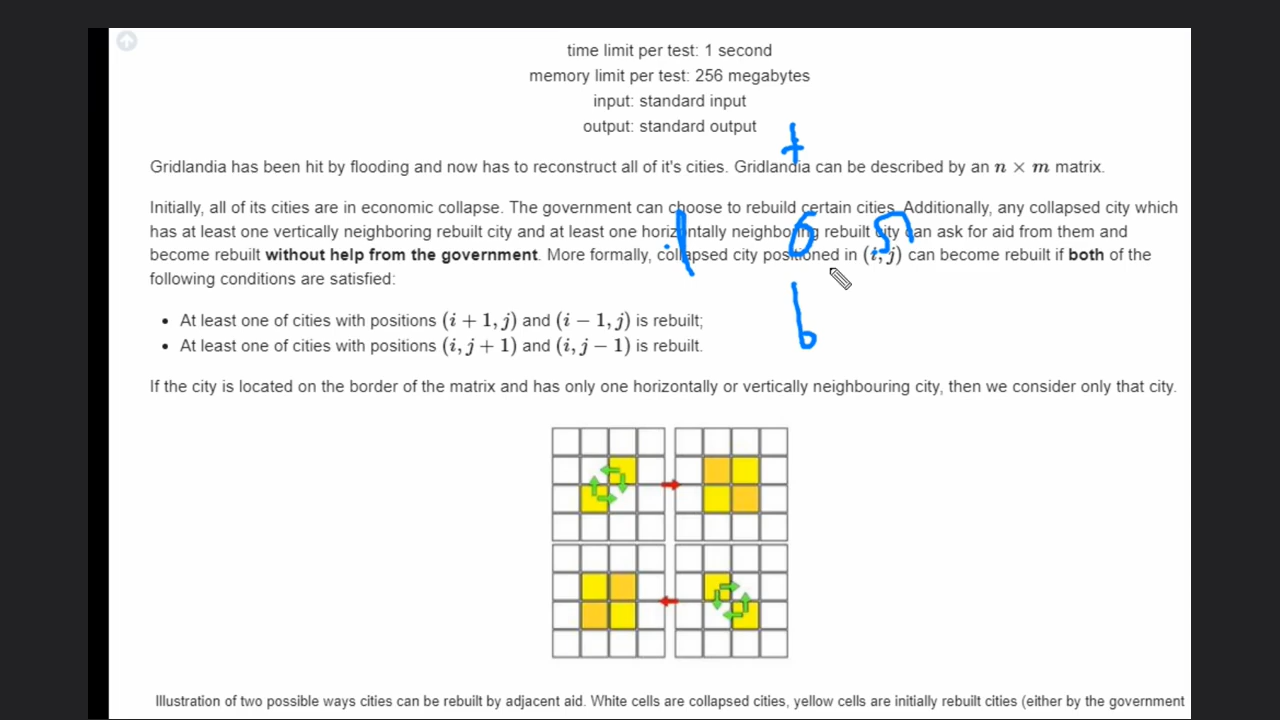 time limit per test: 1 second
memory limit per test: 256 megabytes
input: standard input
output: standard output
Gridlandia has been hit by flooding and now has to reconstruct all of it's cities. Gridlandia can be described by an n × m matrix.
Initially, all of its cities are in economic collapse. The government can choose to rebuild certain cities. Additionally, any collapsed city which
has at least one vertically neighboring rebuilt city and at least one horizontally neighboring rebuilt city can ask for aid from them and
become rebuilt without help from the government. More formally, collapsed city positioned in (i, j) can become rebuilt if both of the
following conditions are satisfied:
• At least one of cities with positions (i + 1, j) and (i − 1, j) is rebuilt;
• At least one of cities with positions (i, j + 1) and (i, j − 1) is rebuilt.
If the city is located on the border of the matrix and has only one horizontally or vertically neighbouring city, then we consider only that city.
Illustration of two possible ways cities can be rebuilt by adjacent aid. White cells are collapsed cities, yellow cells are initially rebuilt cities (either by the government